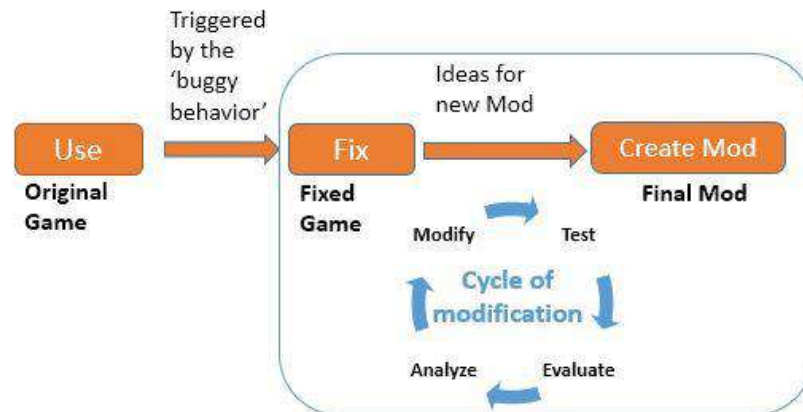 Triggered
by the
‘buggy
behavior’
Ideas for
new Mod
Use
Fix
Create Mod
Original
Game
Fixed
Game
Final Mod
Modify
Test
Cycle of
modification
Analyze
Evaluate